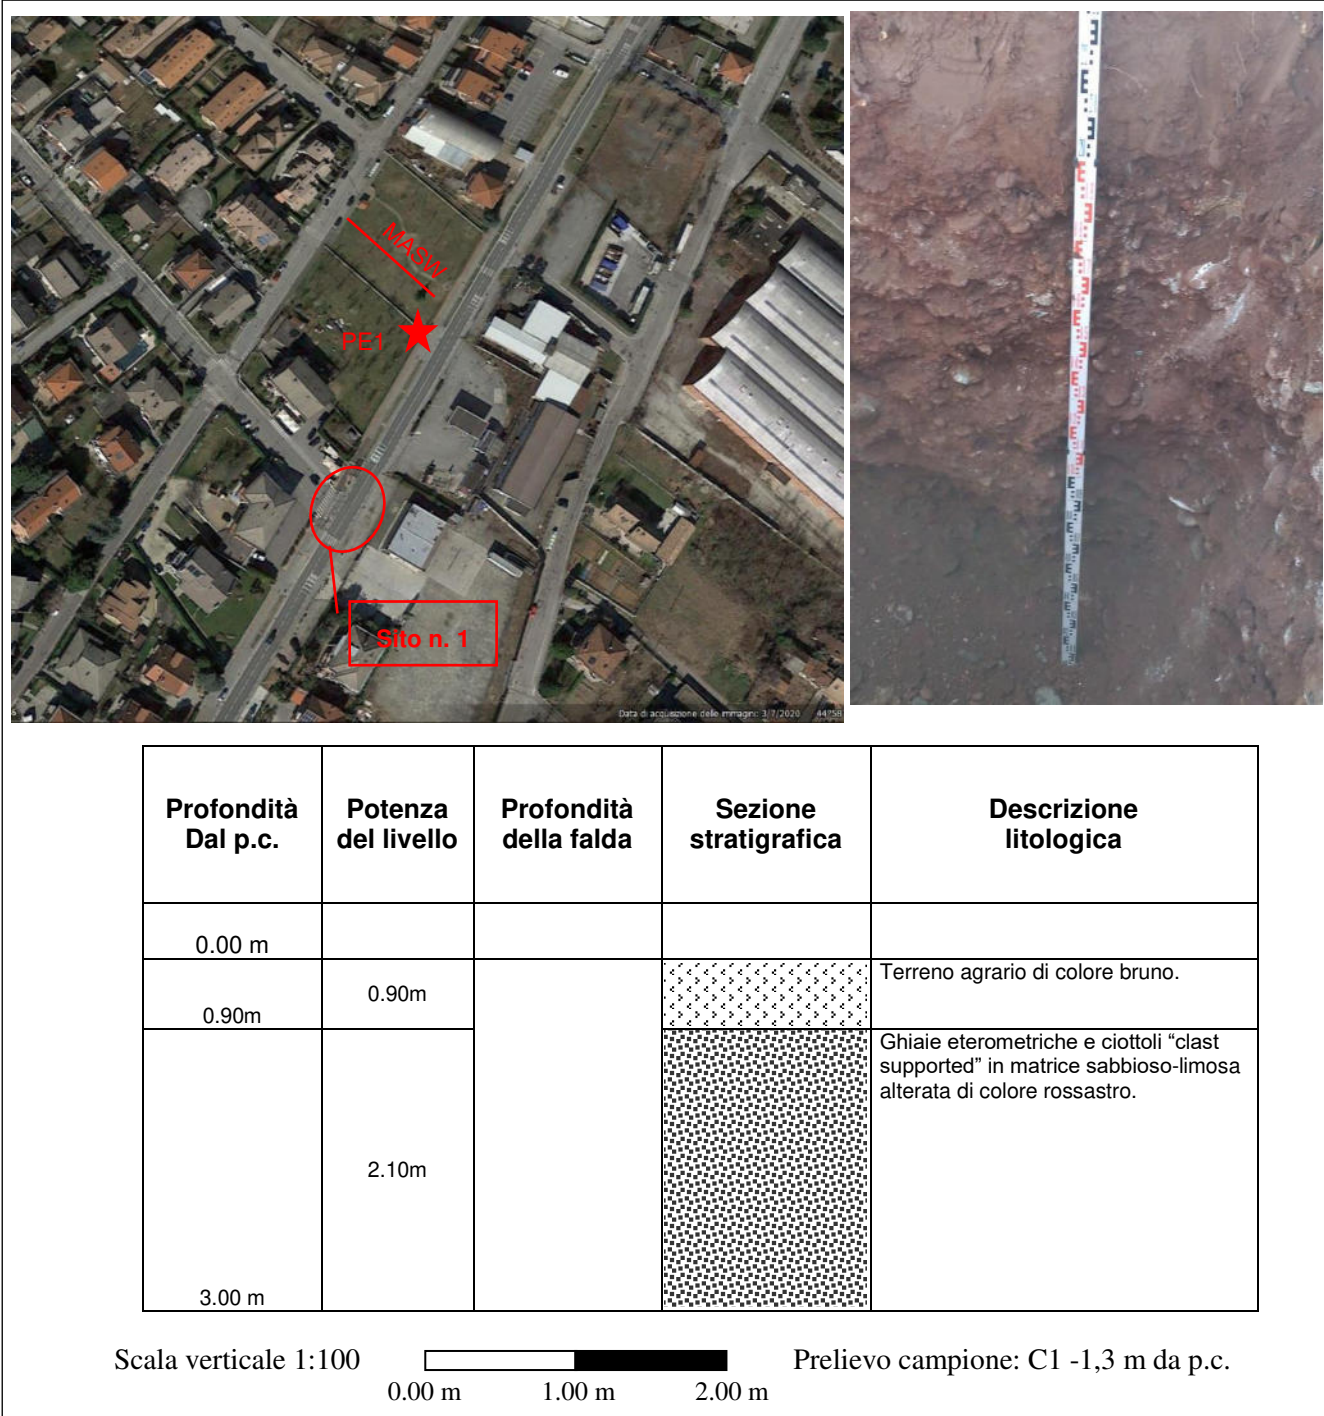 MASW
PE1
Sito n. 1
Data di acquisizione delle immagini: 3/7/2020 44°58
Profondità Dal p.c.
Potenza del livello
Profondità della falda
Sezione stratigrafica
Descrizione litologica
0.00 m
0.90m
0.90m
Terreno agrario di colore bruno.
3.00 m
2.10m
Ghiaie eterometriche e ciottoli “clast
supported” in matrice sabbioso-limosa
alterata di colore rossastro.
Scala verticale 1:100
0.00 m 1.00 m 2.00 m
Prelievo campione: C1 -1,3 m da p.c.